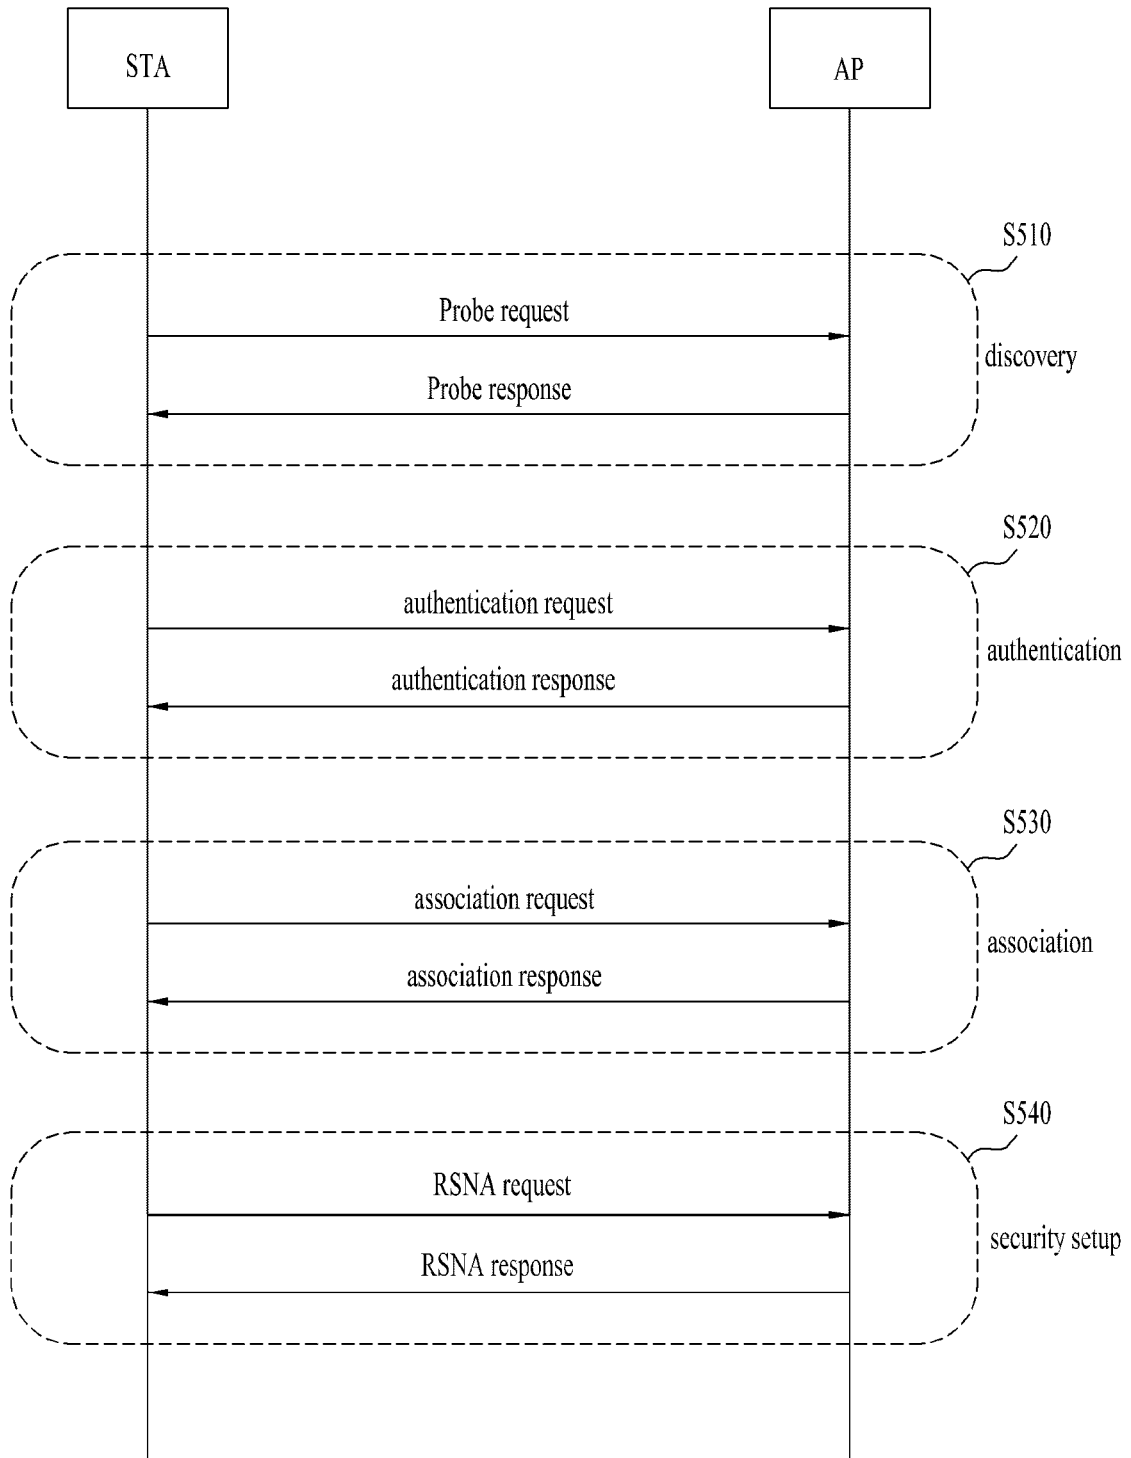 STA
AP
S510
Probe request
discovery
Probe response
S520
authentication request
authentication
authentication response
S530
association request
association
association response
S540
RSNA request
security setup
RSNA response